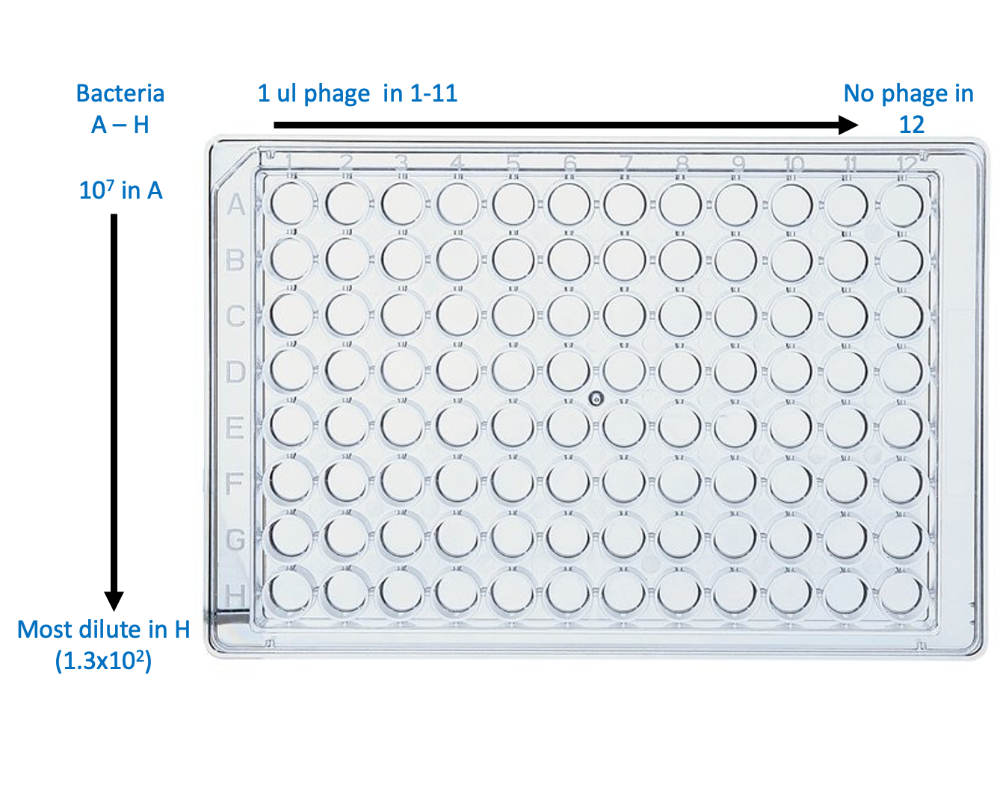 Bacteria
A – H
1 ul phage in 1-11
No phage in
12
10⁷ in A
1 2 3 4 5 6 7 8 9 10 11 12
A
B
C
D
E
F
G
H
Most dilute in H
(1.3x10²)